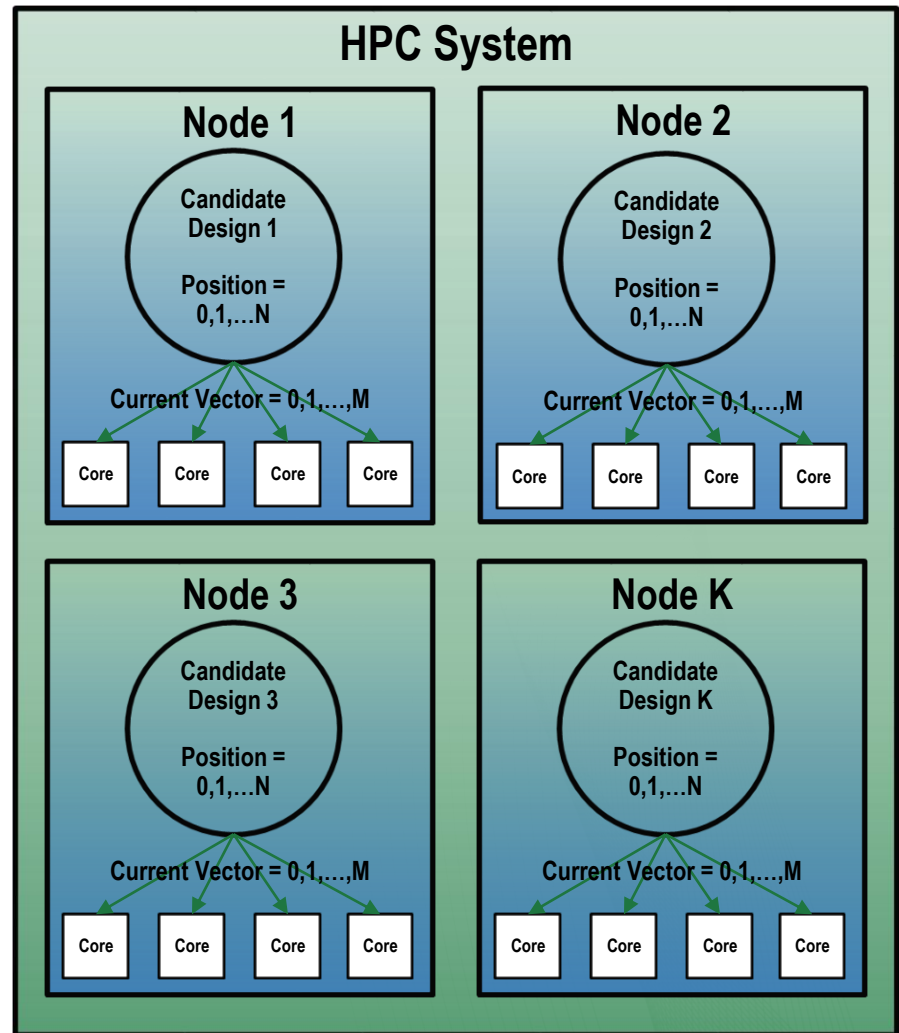 HPC System
Node 1
Candidate
Design 1
Position =
0,1,…N
Current Vector = 0,1,…,M
Core
Core
Core
Core
Node 2
Candidate
Design 2
Position =
0,1,…N
Current Vector = 0,1,…,M
Core
Core
Core
Core
Node 3
Candidate
Design 3
Position =
0,1,…N
Current Vector = 0,1,…,M
Core
Core
Core
Core
Node K
Candidate
Design K
Position =
0,1,…N
Current Vector = 0,1,…,M
Core
Core
Core
Core